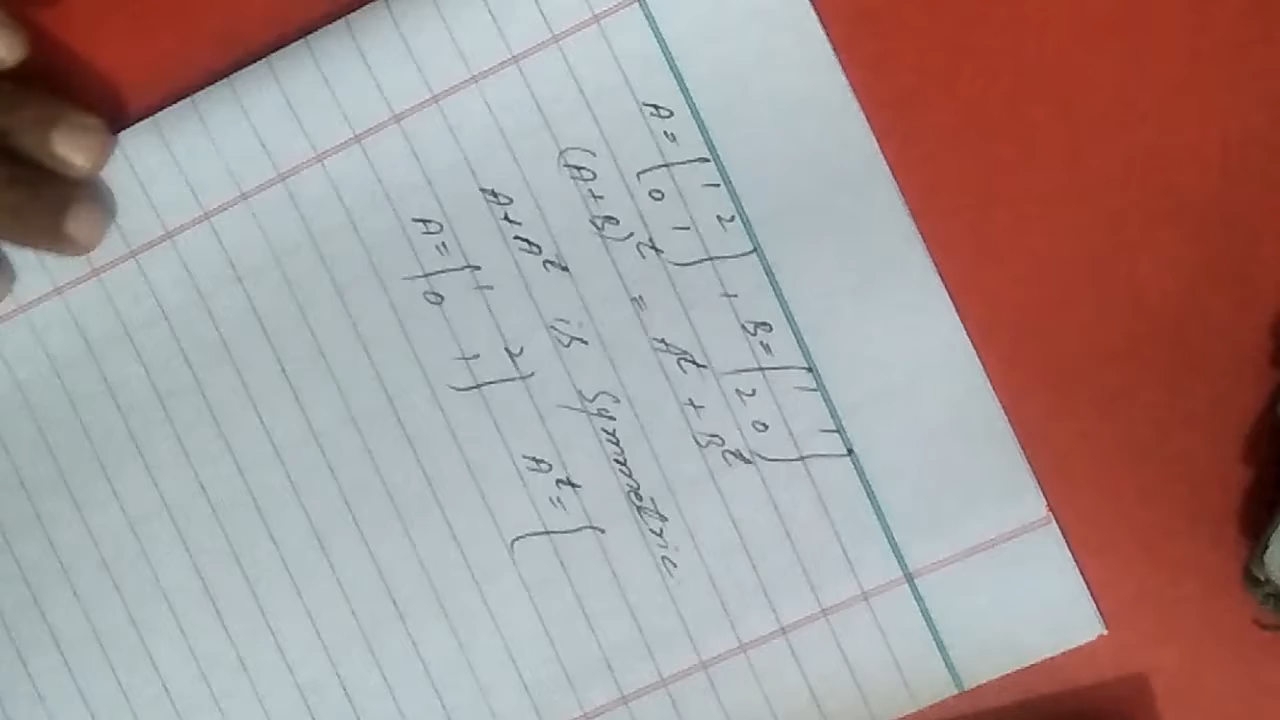 A = ( 1 2 + B = ( 1 1
0 1 ) 2 0 )
(A+B)^t = A^t + B^t
A + A^t is Symmetric
A = ( 1 2 ) A^t = (
0 1